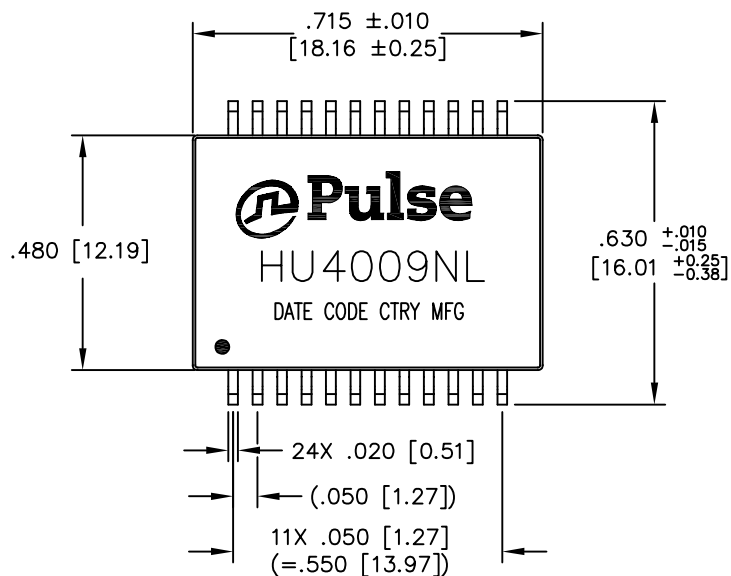 .715 ±.010
[18.16 ±0.25]
Pulse
HU4009NL
DATE CODE CTRY MFG
.480 [12.19]
.630 +.010 -.015
[16.01 +0.25 -0.38]
24X .020 [0.51]
(.050 [1.27])
11X .050 [1.27]
(=.550 [13.97])